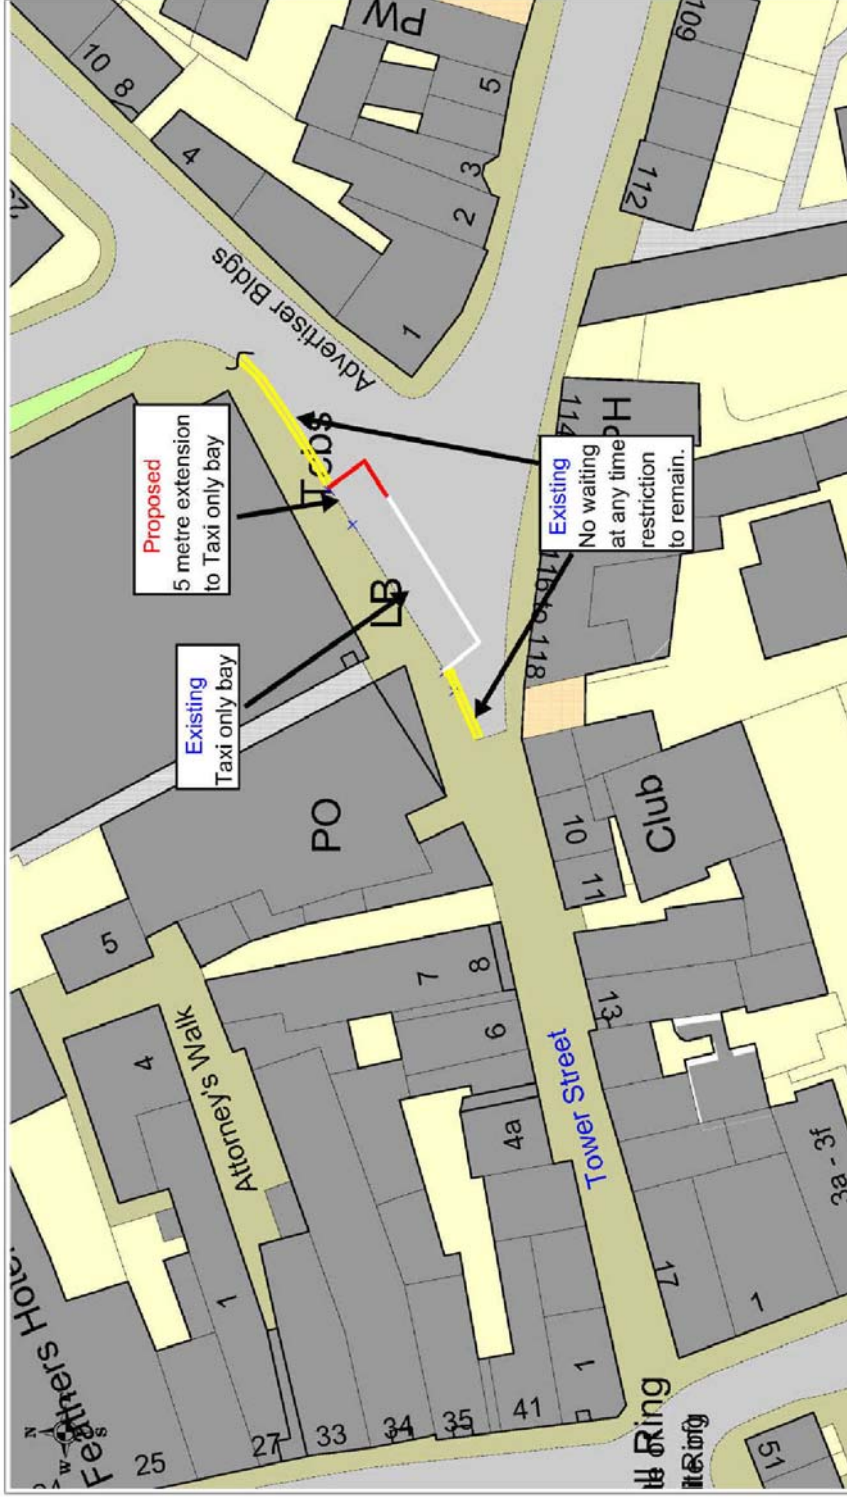 PW
109
10
8
5
4
3
2
112
1
Advertiser Bldgs
Proposed
5 metre extension
to Taxi only bay
114
Existing
No waiting
at any time
restriction
to remain.
LB
116 to 118
Existing
Taxi only bay
PO
Club
10
11
5
7
8
6
13
4
Attorney's Walk
4a
Tower Street
3a - 3f
17
1
1
1
Feathers Hotel
N
W
S
25
27
33
34
35
41
51